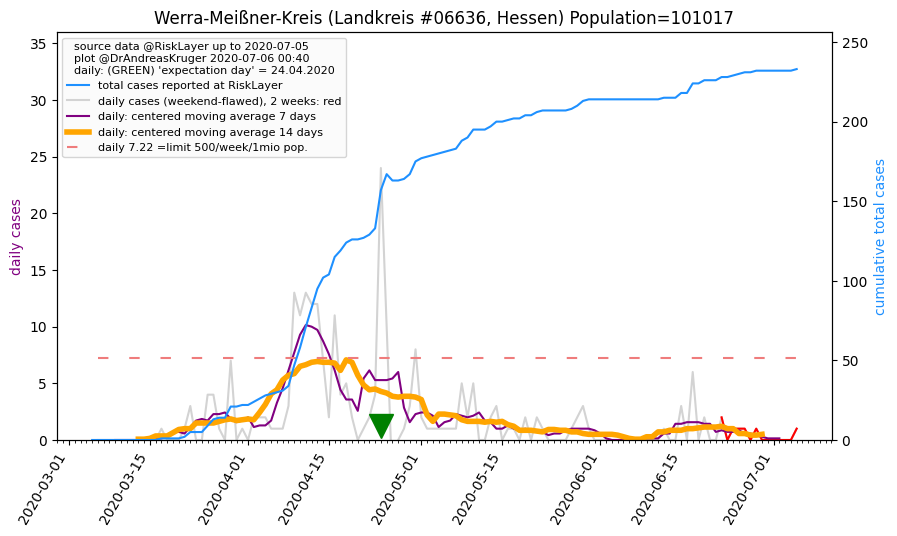 Werra-Meißner-Kreis (Landkreis #06636, Hessen) Population=101017
source data @RiskLayer up to 2020-07-05
plot @DrAndreasKruger 2020-07-06 00:40
daily: (GREEN) 'expectation day' = 24.04.2020
total cases reported at RiskLayer
daily cases (weekend-flawed), 2 weeks: red
daily: centered moving average 7 days
daily: centered moving average 14 days
daily 7.22 =limit 500/week/1mio pop.
daily cases
35
30
25
20
15
10
5
0
cumulative total cases
250
200
150
100
50
0
2020-03-01
2020-03-15
2020-04-01
2020-04-15
2020-05-01
2020-05-15
2020-06-01
2020-06-15
2020-07-01